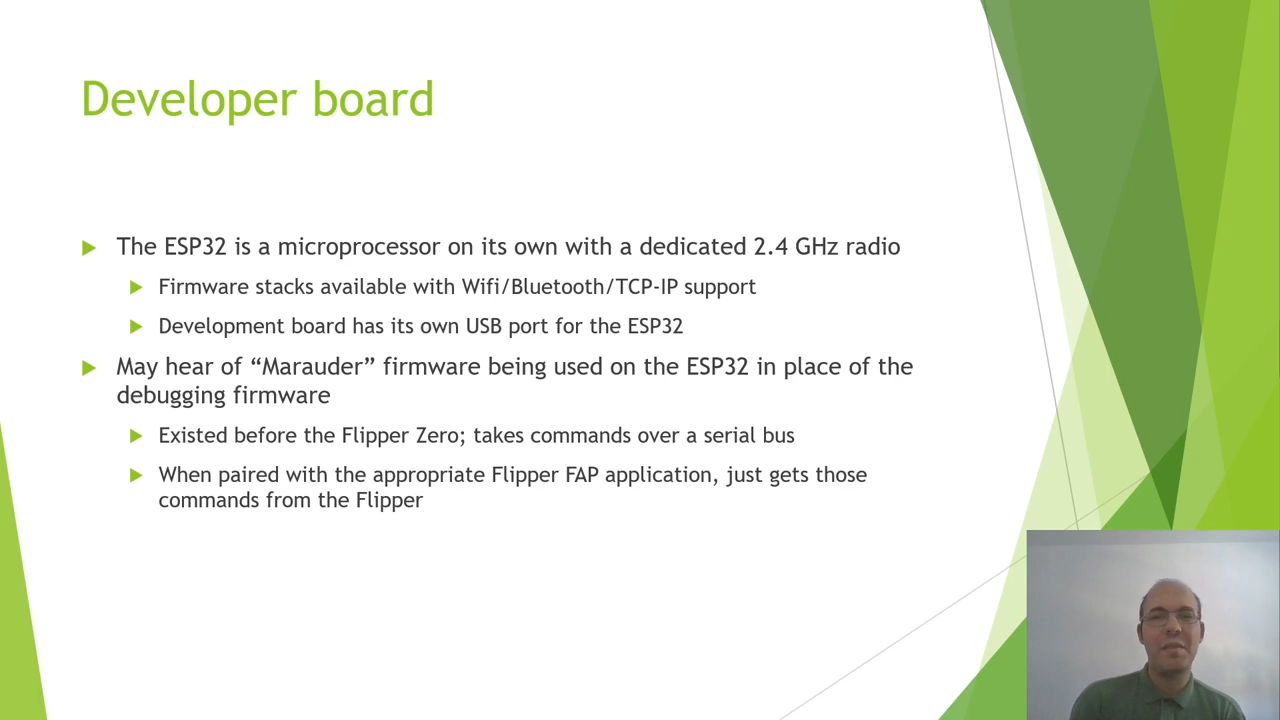 Developer board
The ESP32 is a microprocessor on its own with a dedicated 2.4 GHz radio
Firmware stacks available with Wifi/Bluetooth/TCP-IP support
Development board has its own USB port for the ESP32
May hear of “Marauder” firmware being used on the ESP32 in place of the
debugging firmware
Existed before the Flipper Zero; takes commands over a serial bus
When paired with the appropriate Flipper FAP application, just gets those
commands from the Flipper